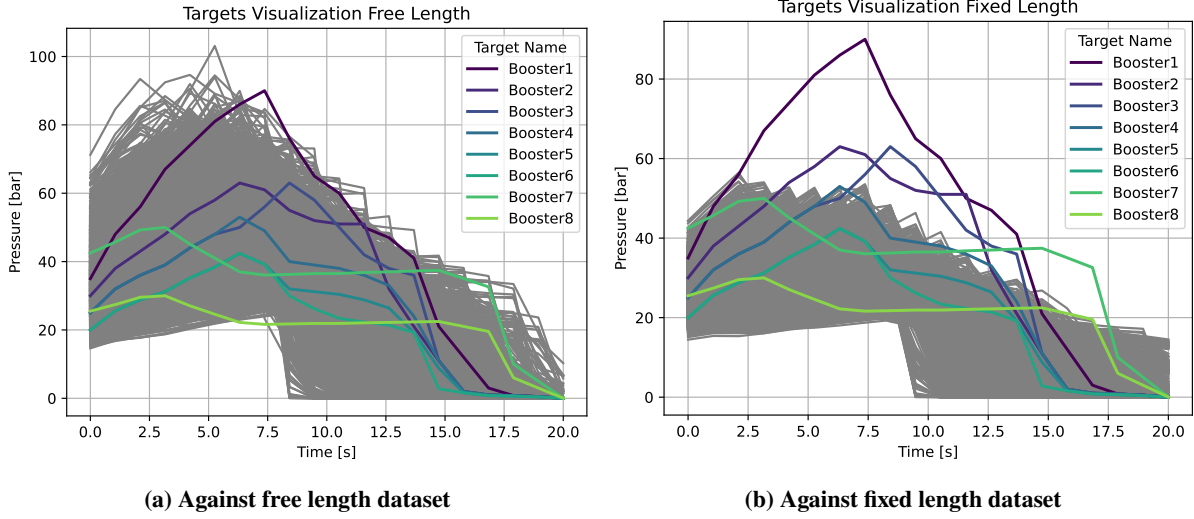 Targets Visualization Free Length
Pressure [bar]
100
80
60
40
20
0
0.0 2.5 5.0 7.5 10.0 12.5 15.0 17.5 20.0
Time [s]
Target Name
Booster1
Booster2
Booster3
Booster4
Booster5
Booster6
Booster7
Booster8
(a) Against free length dataset
Targets Visualization Fixed Length
Pressure [bar]
80
60
40
20
0
0.0 2.5 5.0 7.5 10.0 12.5 15.0 17.5 20.0
Time [s]
Target Name
Booster1
Booster2
Booster3
Booster4
Booster5
Booster6
Booster7
Booster8
(b) Against fixed length dataset